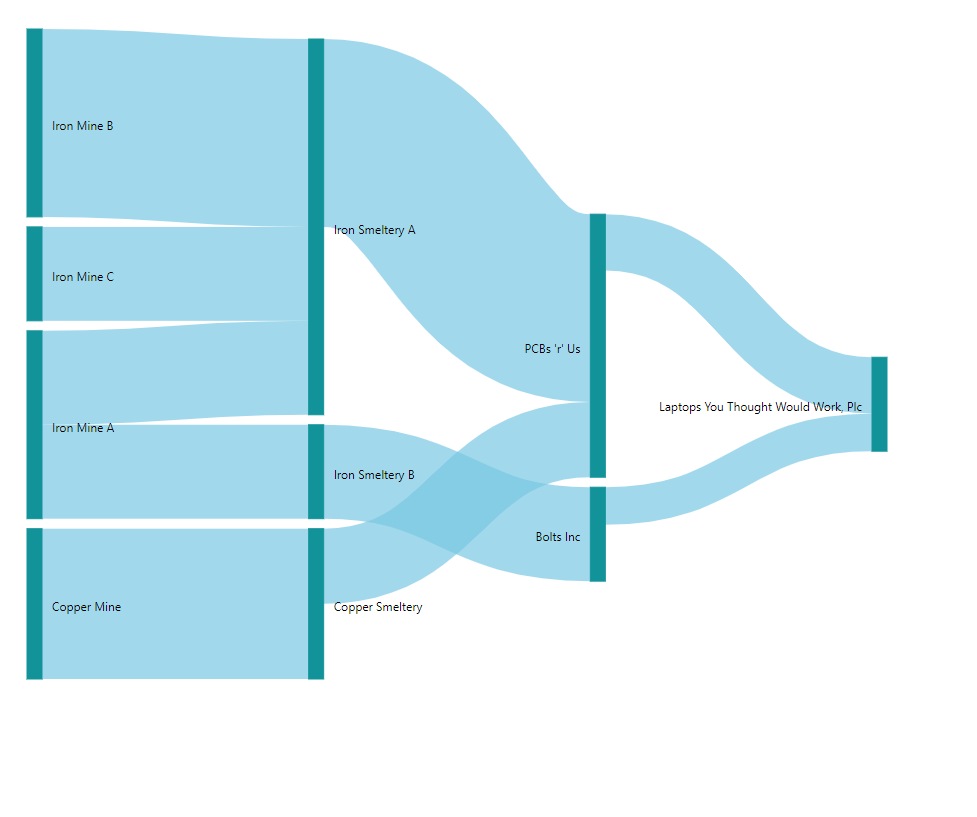 Iron Mine B
Iron Smeltery A
Iron Mine C
PCBs 'r' Us
Laptops You Thought Would Work, Plc
Iron Mine A
Iron Smeltery B
Bolts Inc
Copper Mine
Copper Smeltery